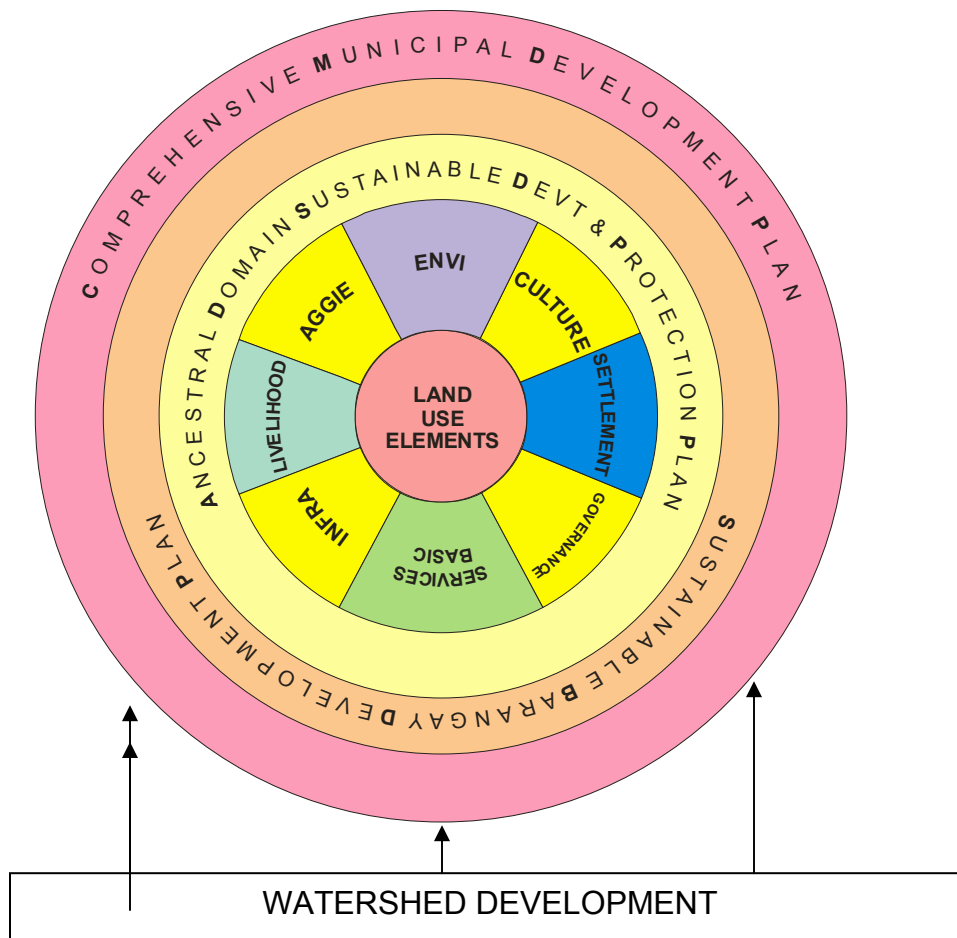 COMPREHENSIVE MUNICIPAL DEVELOPMENT PLAN
ANCESTRAL DOMAIN SUSTAINABLE DEVT & PROTECTION PLAN
SUSTAINABLE BARANGAY DEVELOPMENT PLAN
ENVI
CULTURE
SETTLEMENT
GOVERNANCE
BASIC
SERVICES
INFRA
LIVELIHOOD
AGGIE
LAND
USE
ELEMENTS
WATERSHED DEVELOPMENT